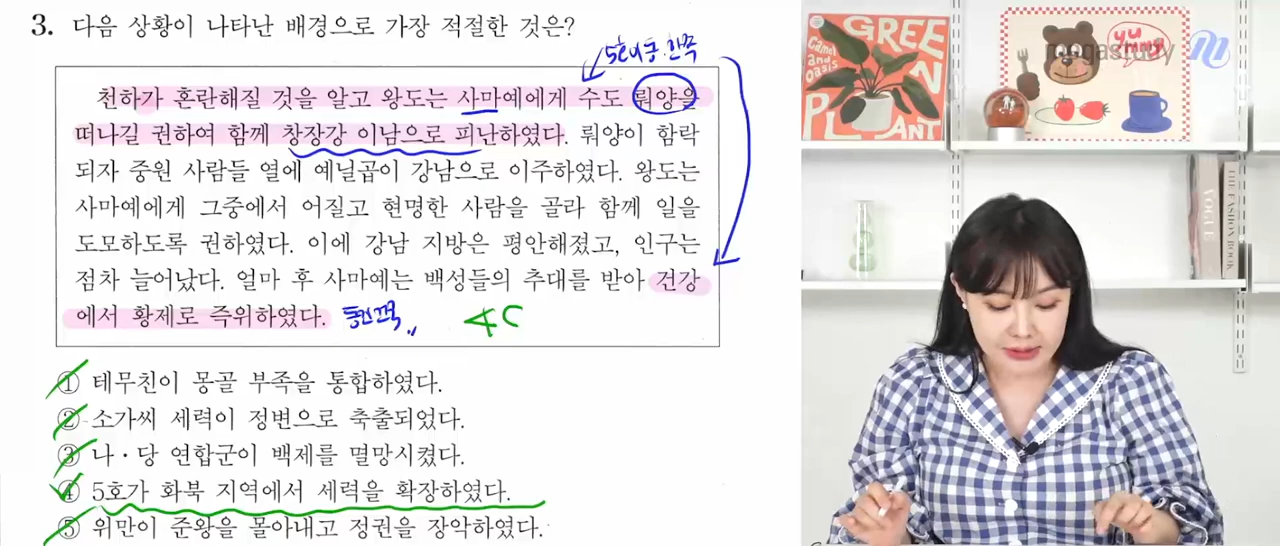 3. 다음 상황이 나타난 배경으로 가장 적절한 것은?
천하가 혼란해질 것을 알고 왕도는 사마예에게 수도 뤄양을
떠나길 권하여 함께 창장강 이남으로 피난하였다. 뤄양이 함락
되자 중원 사람들 열에 예닐곱이 강남으로 이주하였다. 왕도는
사마예에게 그중에서 어질고 현명한 사람을 골라 함께 일을
도모하도록 권하였다. 이에 강남 지방은 평안해졌고, 인구는
점차 늘어났다. 얼마 후 사마예는 백성들의 추대를 받아 건강
에서 황제로 즉위하였다.
4C
① 테무친이 몽골 부족을 통합하였다.
② 소가씨 세력이 정변으로 축출되었다.
③ 나·당 연합군이 백제를 멸망시켰다.
④ 5호가 화북 지역에서 세력을 확장하였다.
⑤ 위만이 준왕을 몰아내고 정권을 장악하였다.
GREEN
PLANT
Camel
and
Oasis
yu
mmy
megastudy
VOGUE
THE FASHION